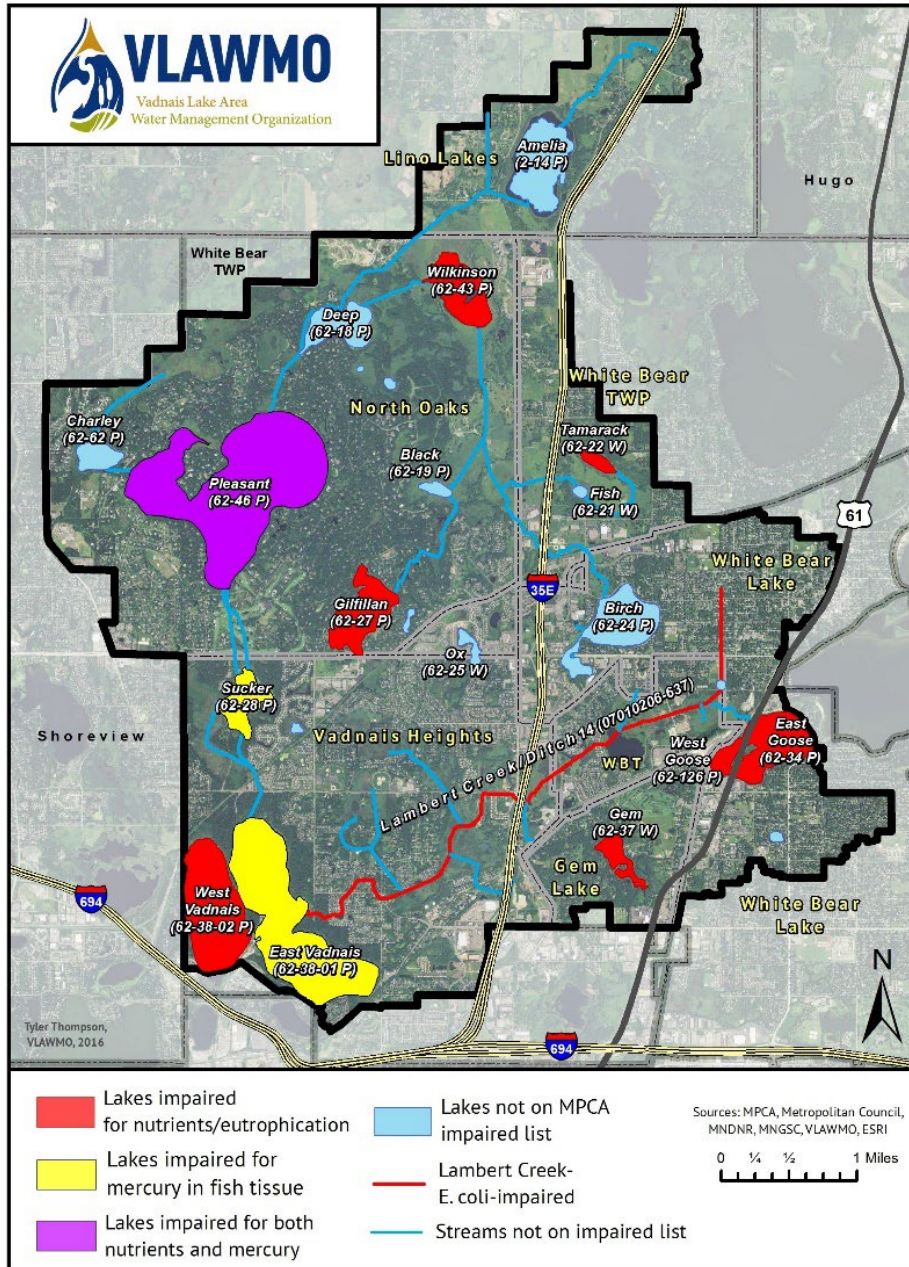 VLAWMO
Vadnais Lake Area
Water Management Organization
Amelia
(2-14 P)
Lino Lakes
Hugo
White Bear
TWP
Wilkinson
(62-43 P)
Deep
(62-18 P)
White Bear
TWP
North Oaks
Charley
(62-62 P)
Tamarack
(62-22 W)
Black
(62-19 P)
Pleasant
(62-46 P)
Fish
(62-21 W)
61
White Bear
Lake
35E
Gilfillan
(62-27 P)
Birch
(62-24 P)
Ox
(62-25 W)
Sucker
(62-28 P)
Shoreview
Vadnais Heights
Lambert Creek/Ditch 14 (07010206-637)
WBT
West
Goose
(62-126 P)
East
Goose
(62-34 P)
Gem
(62-37 W)
Gem
Lake
694
West
Vadnais
(62-38-02 P)
White Bear
Lake
East Vadnais
(62-38-01 P)
N
Tyler Thompson,
VLAWMO, 2016
694
Lakes impaired
for nutrients/eutrophication
Lakes impaired for
mercury in fish tissue
Lakes impaired for both
nutrients and mercury
Lakes not on MPCA
impaired list
Lambert Creek-
E. coli-impaired
Streams not on impaired list
Sources: MPCA, Metropolitan Council,
MNDNR, MNGSC, VLAWMO, ESRI
0 ¼ ½ 1 Miles